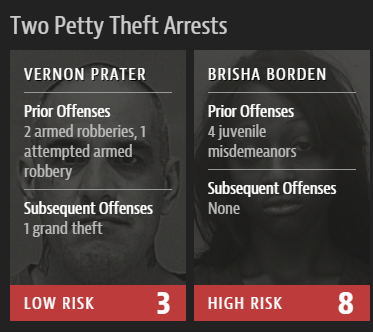 Two Petty Theft Arrests
VERNON PRATER
Prior Offenses
2 armed robberies, 1
attempted armed
robbery
Subsequent Offenses
1 grand theft
LOW RISK 3
BRISHA BORDEN
Prior Offenses
4 juvenile
misdemeanors
Subsequent Offenses
None
HIGH RISK 8